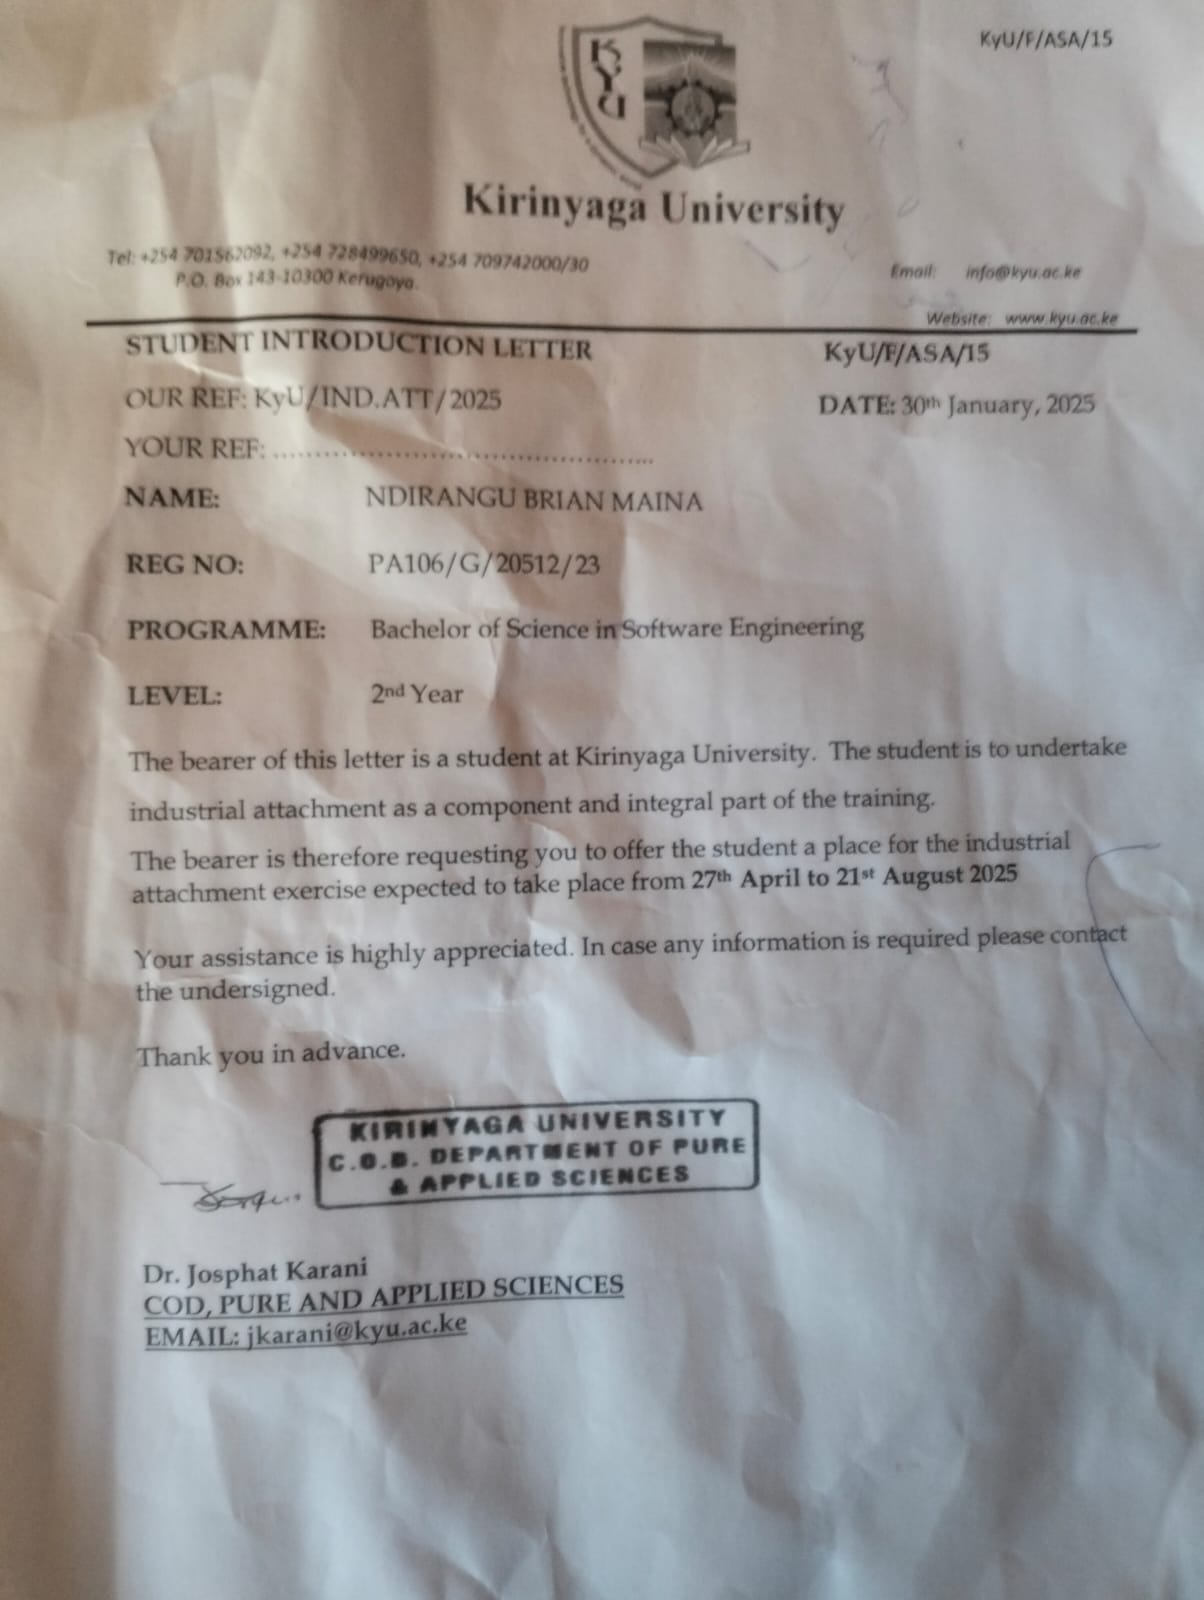 KyU/F/ASA/15
KYU
Kirinyaga University
Tel: +254 701562092, +254 728499650, +254 709742000/30
P.O. Box 143-10300 Kerugoya.
Email: info@kyu.ac.ke
Website: www.kyu.ac.ke
STUDENT INTRODUCTION LETTER KyU/F/ASA/15
OUR REF: KyU/IND.ATT/2025 DATE: 30th January, 2025
YOUR REF: ....................................................
NAME: NDIRANGU BRIAN MAINA
REG NO: PA106/G/20512/23
PROGRAMME: Bachelor of Science in Software Engineering
LEVEL: 2nd Year
The bearer of this letter is a student at Kirinyaga University. The student is to undertake
industrial attachment as a component and integral part of the training.
The bearer is therefore requesting you to offer the student a place for the industrial
attachment exercise expected to take place from 27th April to 21st August 2025
Your assistance is highly appreciated. In case any information is required please contact
the undersigned.
Thank you in advance.
KIRINYAGA UNIVERSITY
C.O.D. DEPARTMENT OF PURE
& APPLIED SCIENCES
Dr. Josphat Karani
COD, PURE AND APPLIED SCIENCES
EMAIL: jkarani@kyu.ac.ke